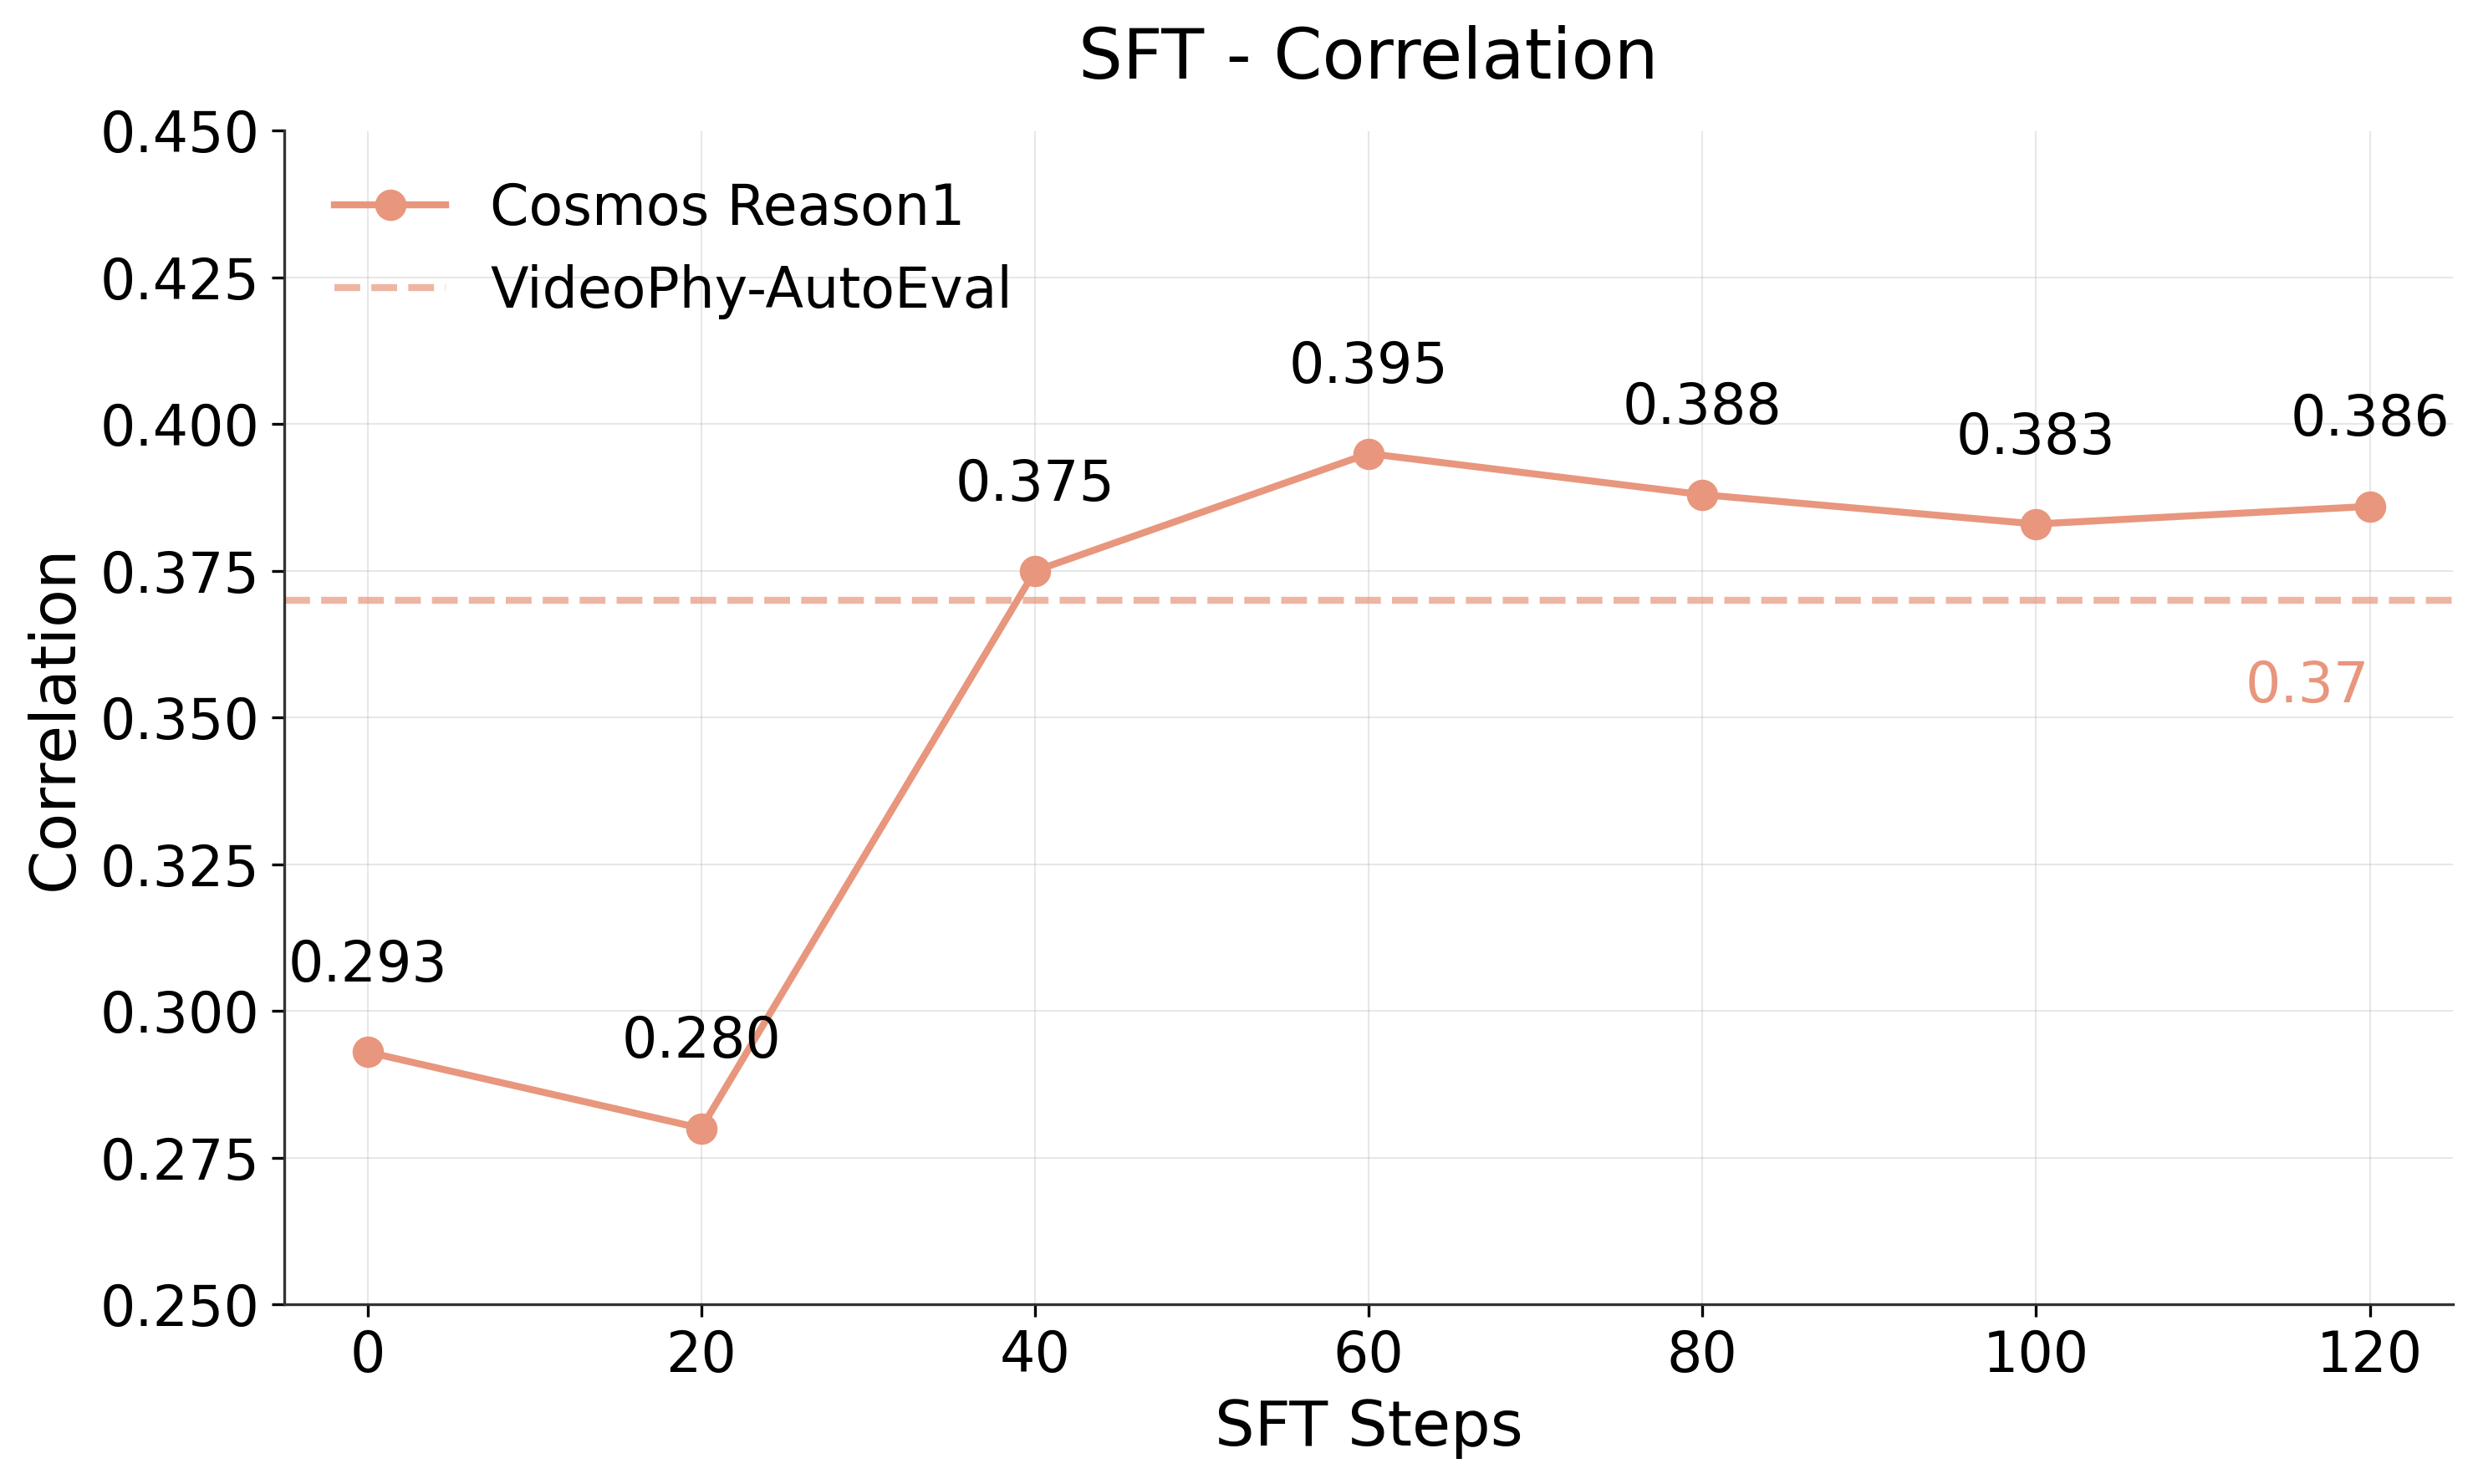 SFT - Correlation
Cosmos Reason1
VideoPhy-AutoEval
Correlation
0.450
0.425
0.400
0.375
0.350
0.325
0.300
0.275
0.250
0.293
0.280
0.375
0.395
0.388
0.383
0.386
0.37
0 20 40 60 80 100 120
SFT Steps